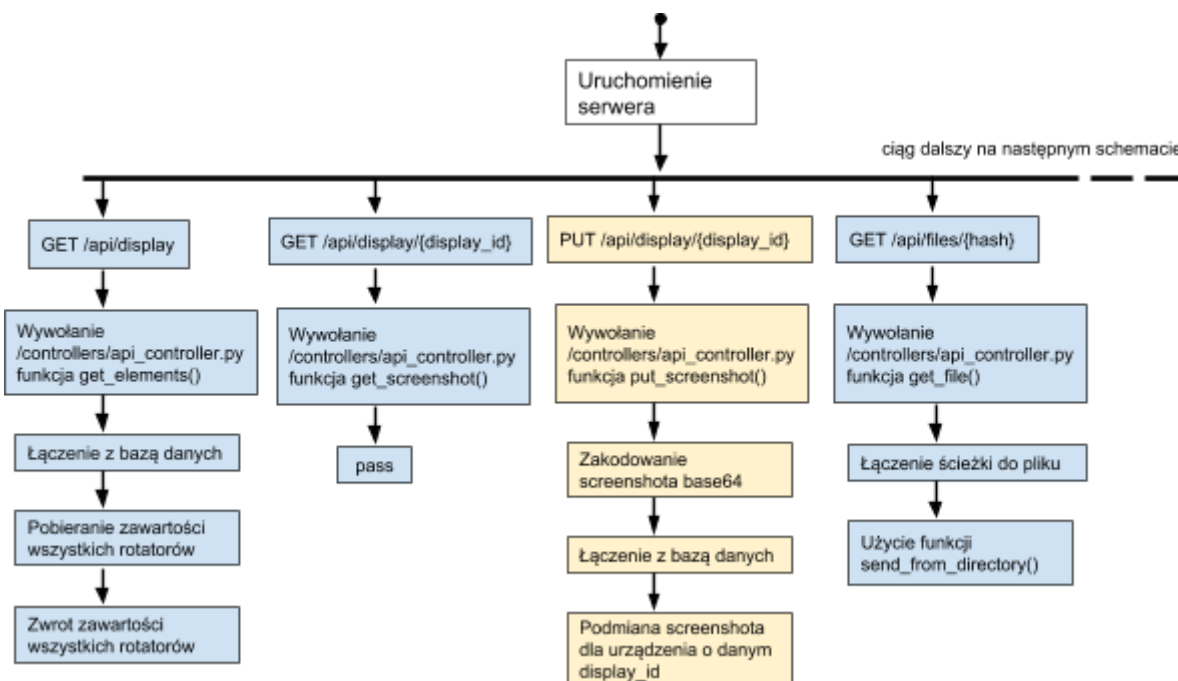 Uruchomienie
serwera
ciąg dalszy na następnym schemacie
GET /api/display
Wywołanie
/controllers/api_controller.py
funkcja get_elements()
Łączenie z bazą danych
Pobieranie zawartości
wszystkich rotatorów
Zwrot zawartości
wszystkich rotatorów
GET /api/display/{display_id}
Wywołanie
/controllers/api_controller.py
funkcja get_screenshot()
pass
PUT /api/display/{display_id}
Wywołanie
/controllers/api_controller.py
funkcja put_screenshot()
Zakodowanie
screenshota base64
Łączenie z bazą danych
Podmiana screenshota
dla urządzenia o danym
display_id
GET /api/files/{hash}
Wywołanie
/controllers/api_controller.py
funkcja get_file()
Łączenie ścieżki do pliku
Użycie funkcji
send_from_directory()